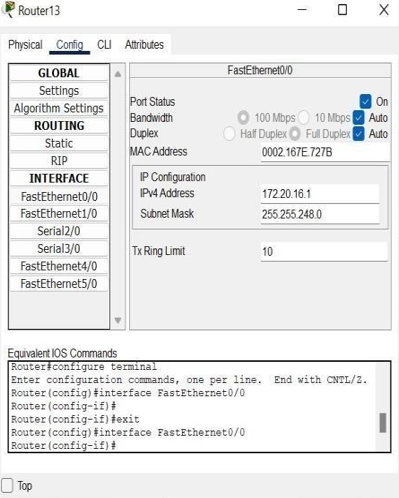 Router13
Physical Config CLI Attributes
GLOBAL
Settings
Algorithm Settings
ROUTING
Static
RIP
INTERFACE
FastEthernet0/0
FastEthernet1/0
Serial2/0
Serial3/0
FastEthernet4/0
FastEthernet5/0
FastEthernet0/0
Port Status On
Bandwidth 100 Mbps 10 Mbps Auto
Duplex Half Duplex Full Duplex Auto
MAC Address 0002.167E.727B
IP Configuration
IPv4 Address 172.20.16.1
Subnet Mask 255.255.248.0
Tx Ring Limit 10
Equivalent IOS Commands
Router#configure terminal
Enter configuration commands, one per line. End with CNTL/Z.
Router(config)#interface FastEthernet0/0
Router(config-if)#
Router(config-if)#exit
Router(config)#interface FastEthernet0/0
Router(config-if)#
Top